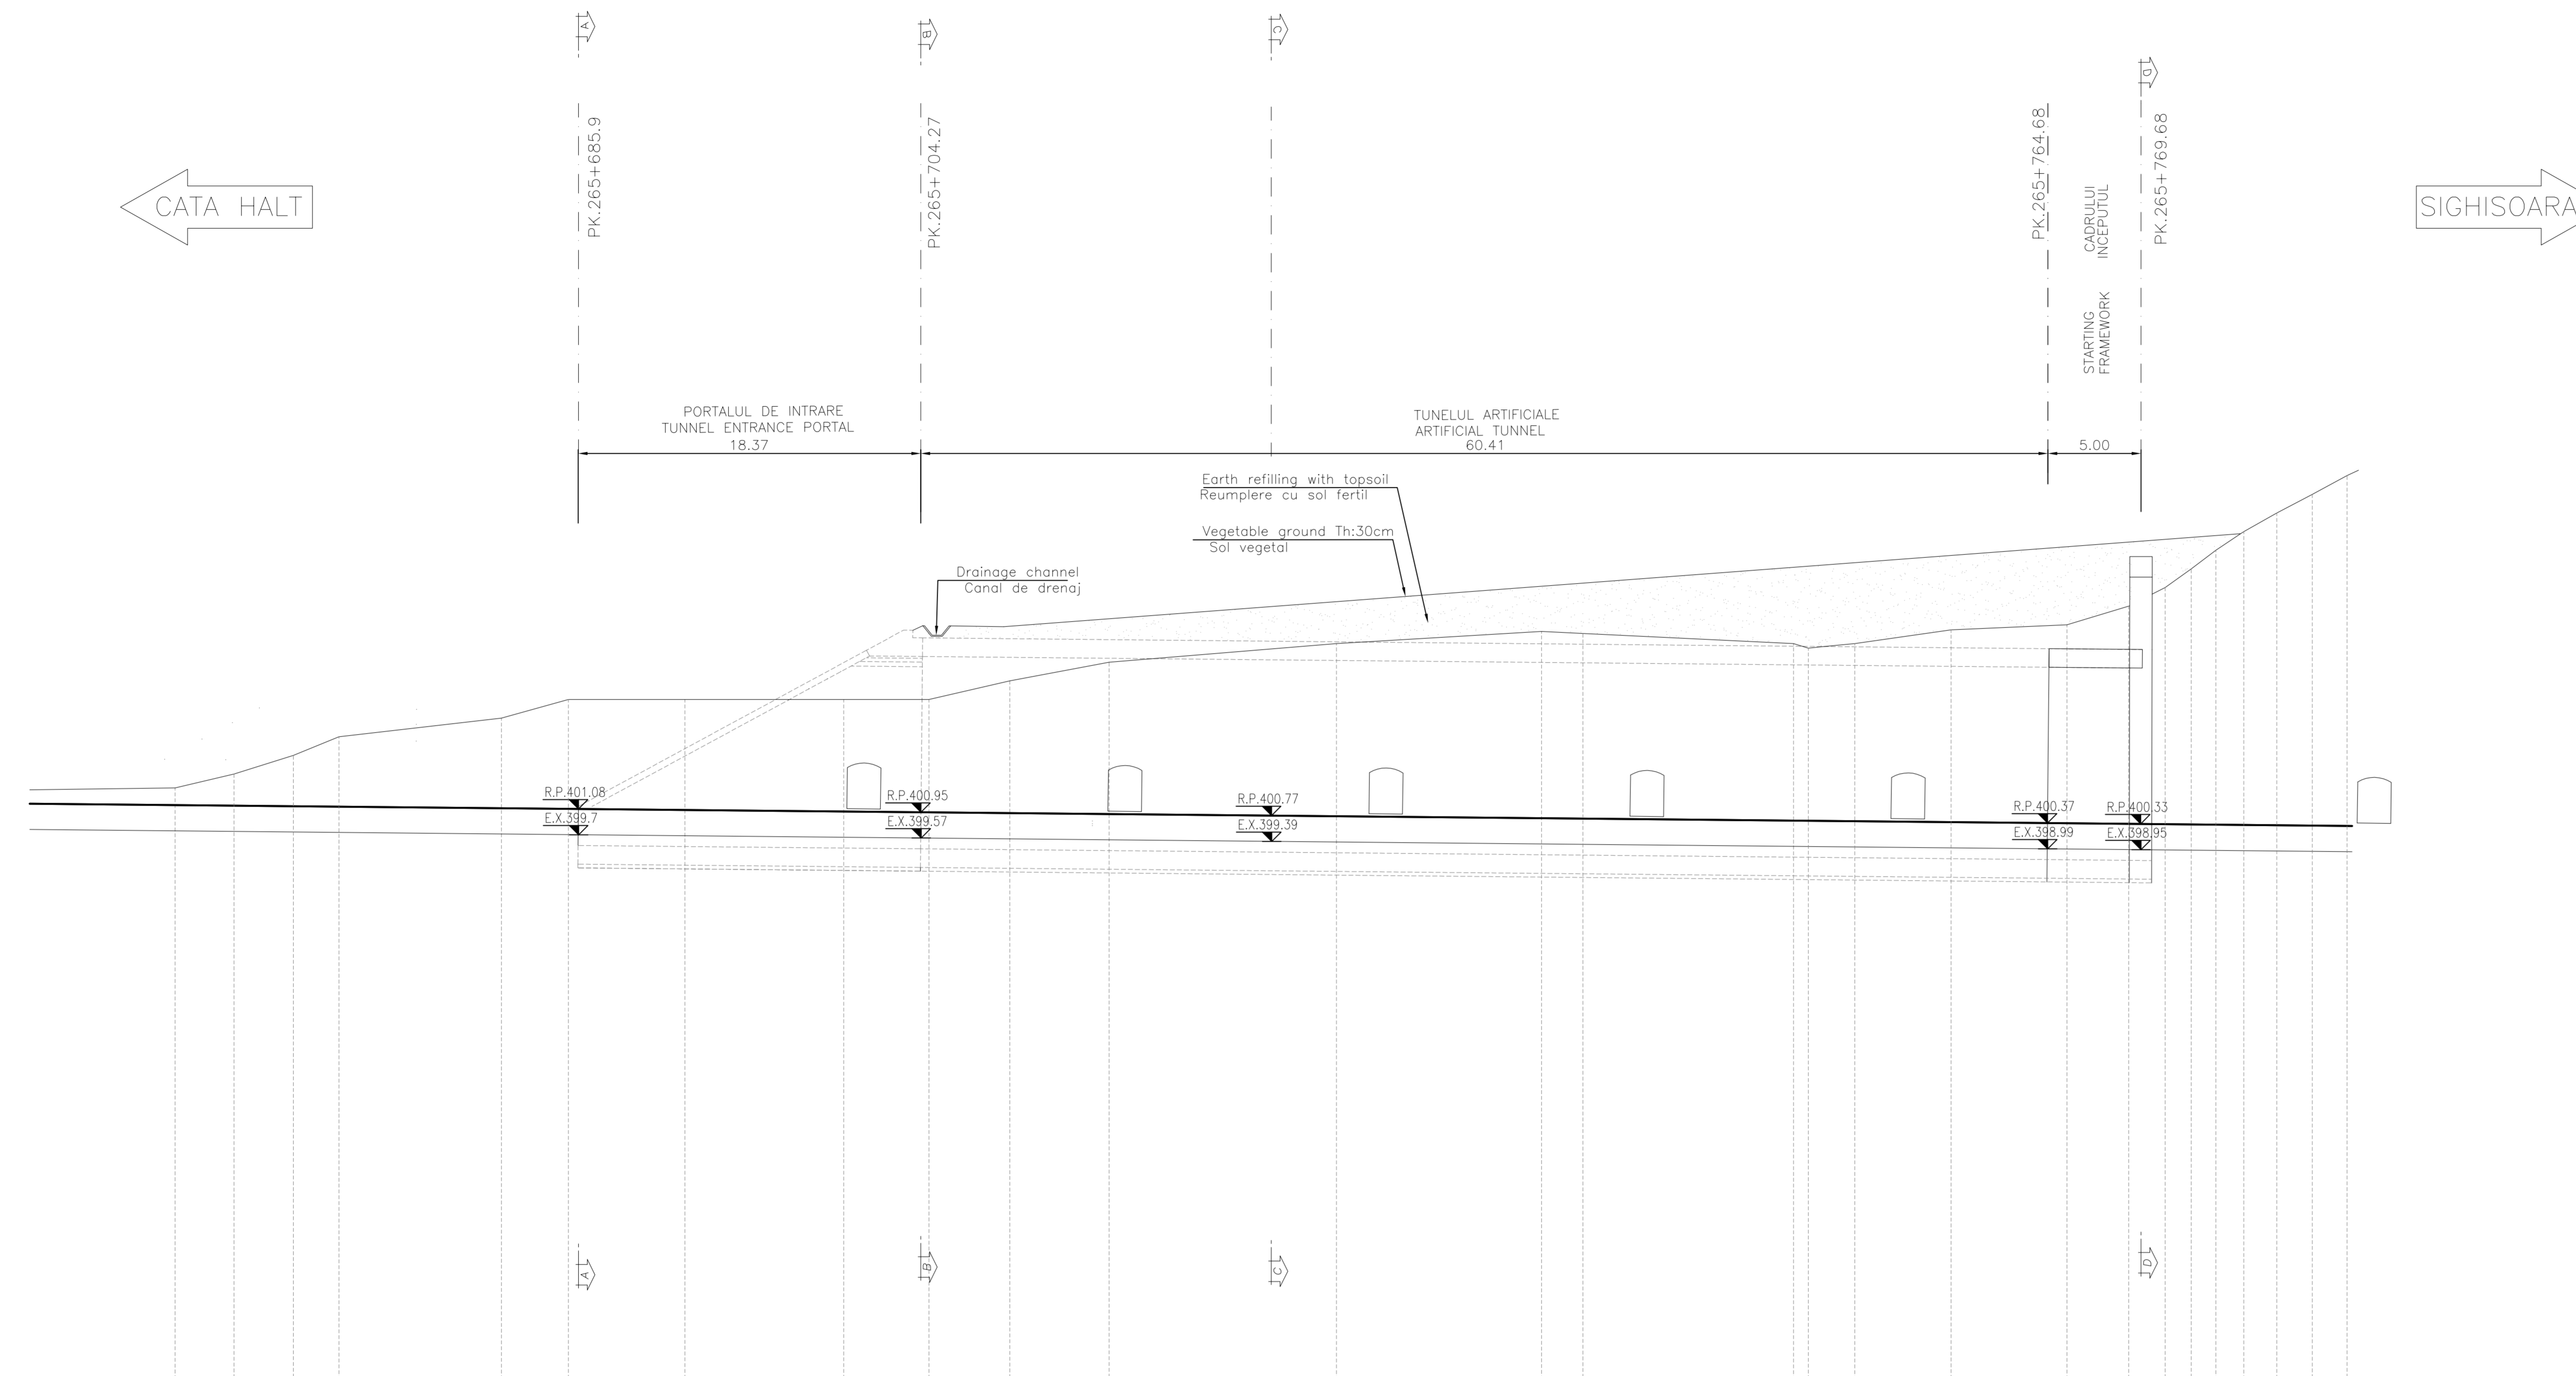 A
B
C
D
PK.265+685.9
PK.265+704.27
PK.265+764.68
CADRULUI
INCEPUTUL
STARTING
FRAMEWORK
PK.265+769.68
CATA HALT
SIGHISOARA
PORTALUL DE INTRARE
TUNNEL ENTRANCE PORTAL
18.37
TUNELUL ARTIFICIALE
ARTIFICIAL TUNNEL
60.41
5.00
Earth refilling with topsoil
Reumplere cu sol fertil
Vegetable ground Th:30cm
Sol vegetal
Drainage channel
Canal de drenaj
R.P.401.08
E.X.399.7
R.P.400.95
E.X.399.57
R.P.400.77
E.X.399.39
R.P.400.37
E.X.398.99
R.P.400.33
E.X.398.95
A
B
C
D